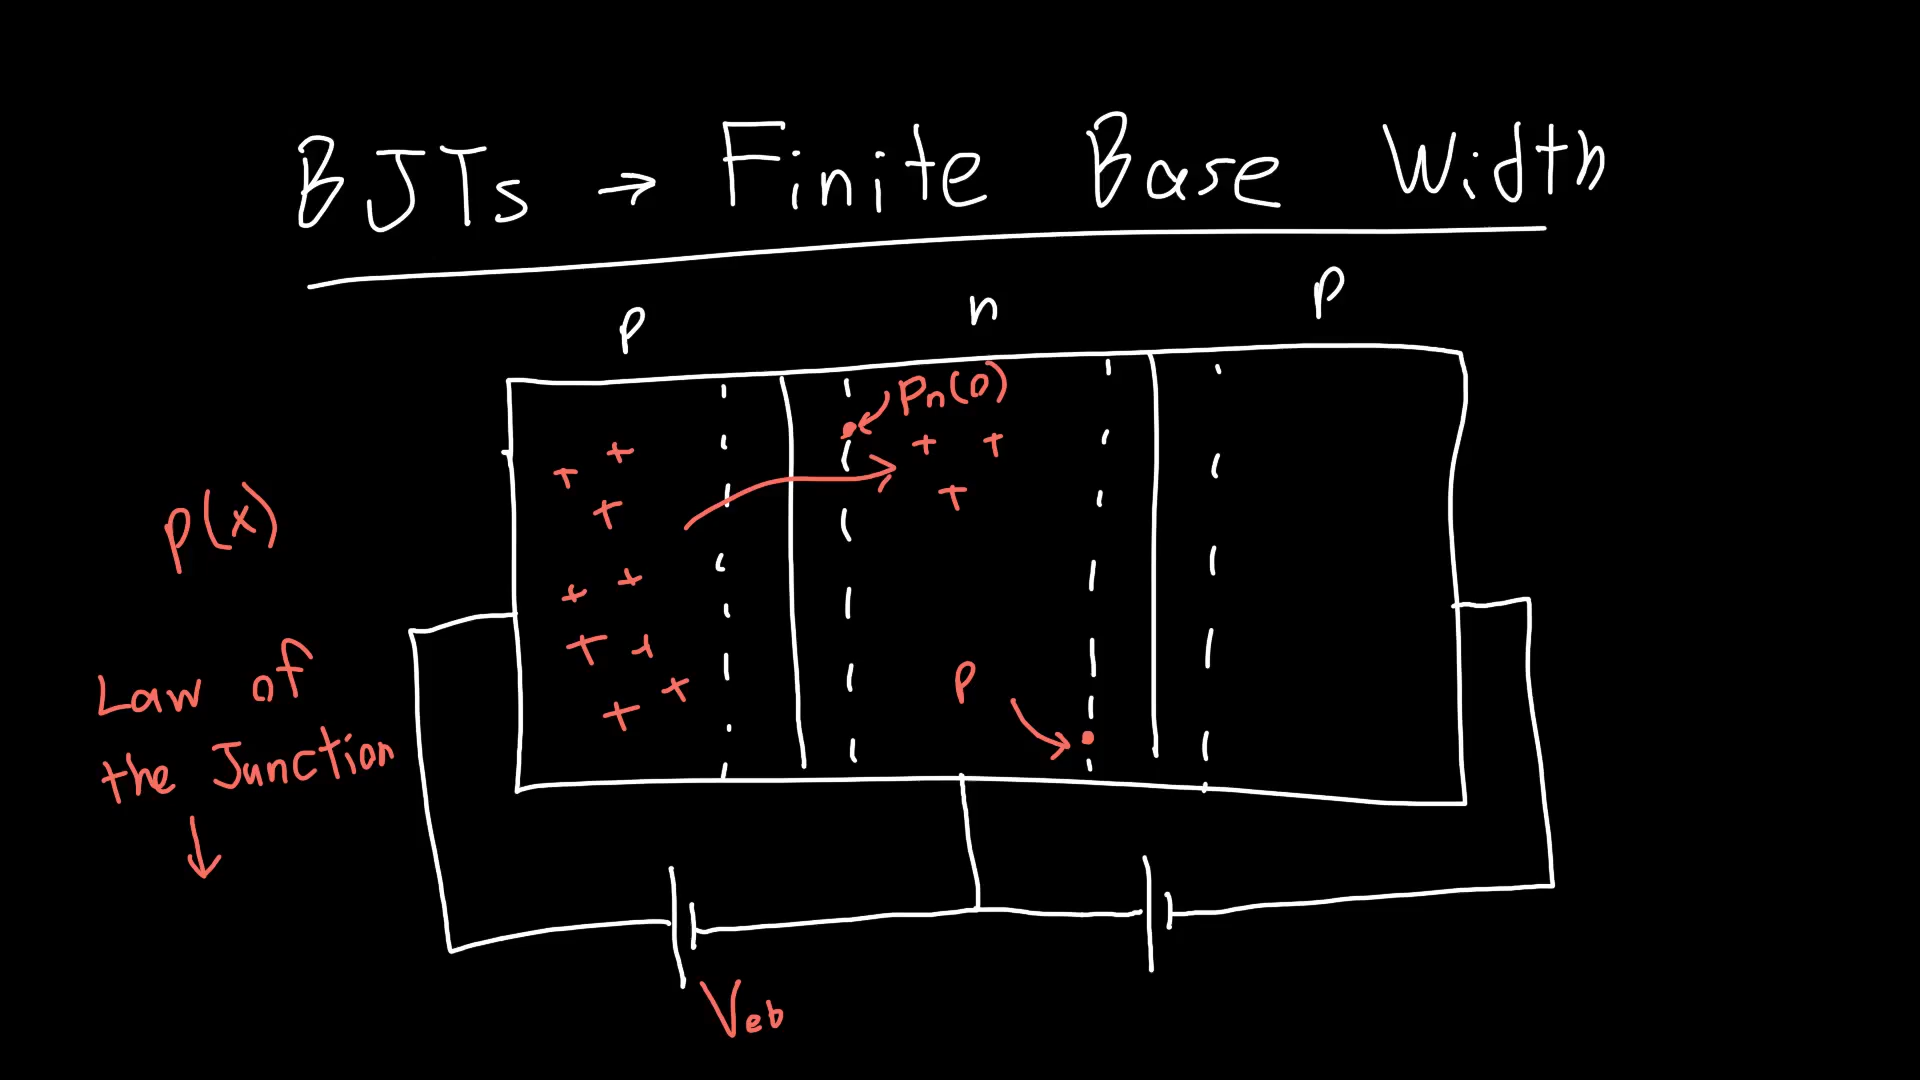 BJTs → Finite Base Width
p n p
Pn(0)
+ + + + + + + + + + + +
p(x)
Law of
the Junction
↓
P
Veb